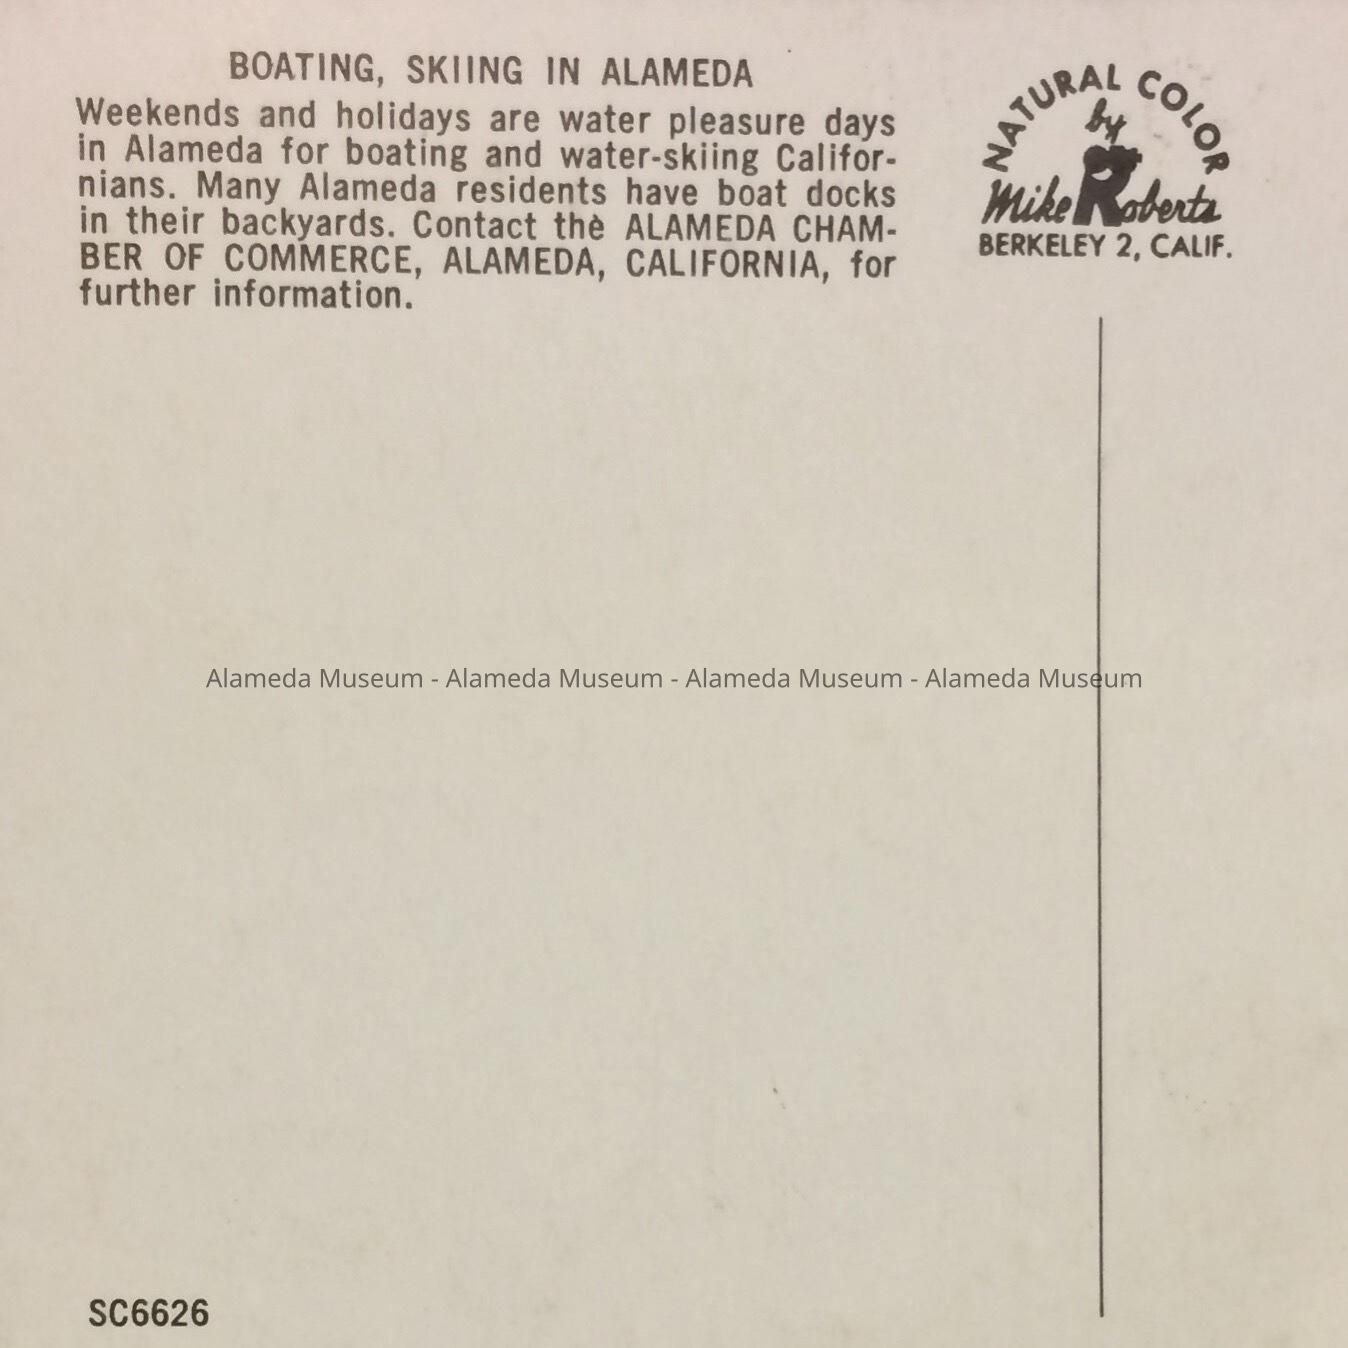 BOATING, SKIING IN ALAMEDA
Weekends and holidays are water pleasure days
in Alameda for boating and water-skiing Califor-
nians. Many Alameda residents have boat docks
in their backyards. Contact the ALAMEDA CHAM-
BER OF COMMERCE, ALAMEDA, CALIFORNIA, for
further information.
NATURAL COLOR
by
Mike Roberts
BERKELEY 2, CALIF.
Alameda Museum - Alameda Museum - Alameda Museum - Alameda Museum
SC6626